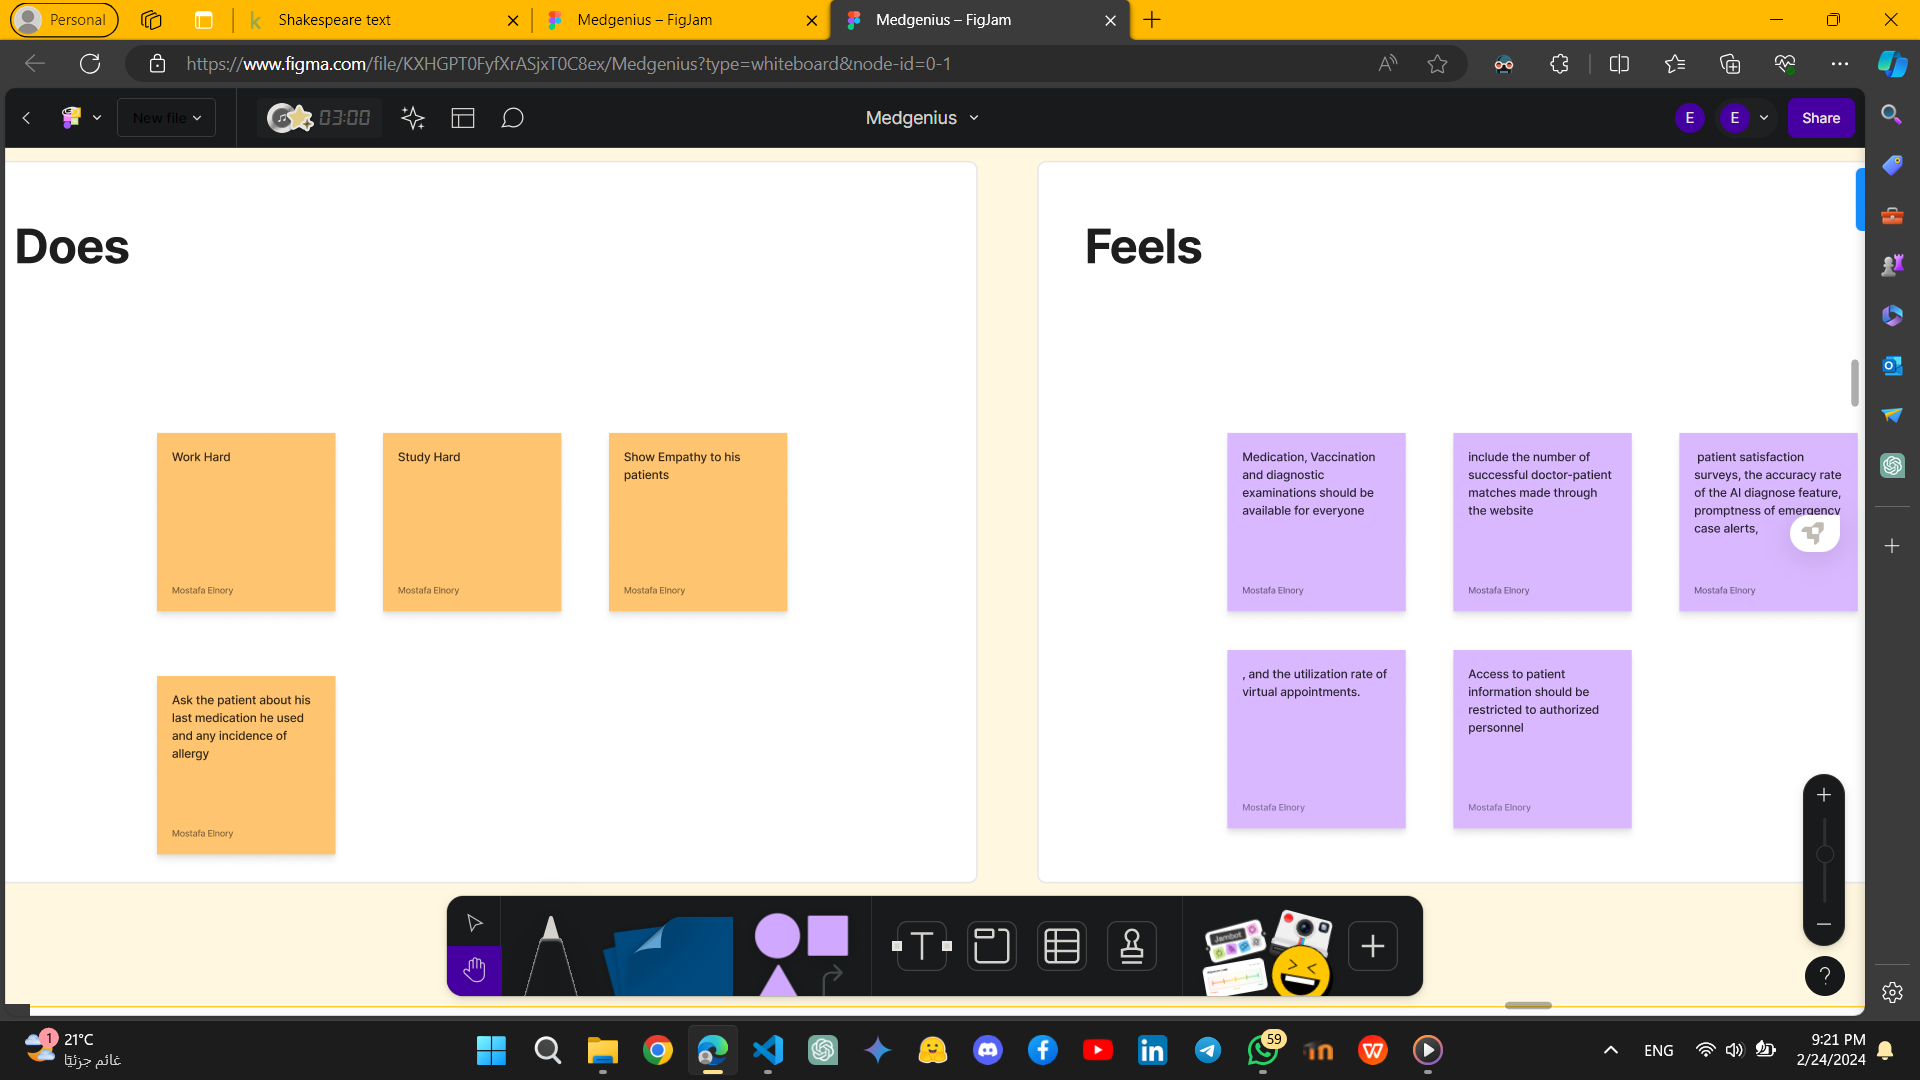 Personal
Shakespeare text
Medgenius – FigJam
Medgenius – FigJam
https://www.figma.com/file/KXHGPT0FyfXrASjxT0C8ex/Medgenius?type=whiteboard&node-id=0-1
New file
03:00
Medgenius
E
E
Share
Does
Feels
Work Hard
Mostafa Elnory
Study Hard
Mostafa Elnory
Show Empathy to his
patients
Mostafa Elnory
Ask the patient about his
last medication he used
and any incidence of
allergy
Mostafa Elnory
Medication, Vaccination
and diagnostic
examinations should be
available for everyone
Mostafa Elnory
include the number of
successful doctor-patient
matches made through
the website
Mostafa Elnory
patient satisfaction
surveys, the accuracy rate
of the AI diagnose feature,
promptness of emergency
case alerts,
Mostafa Elnory
, and the utilization rate of
virtual appointments.
Mostafa Elnory
Access to patient
information should be
restricted to authorized
personnel
Mostafa Elnory
T
Jambot
?
1
21°C
غائم جزئيًا
59
ENG
9:21 PM
2/24/2024